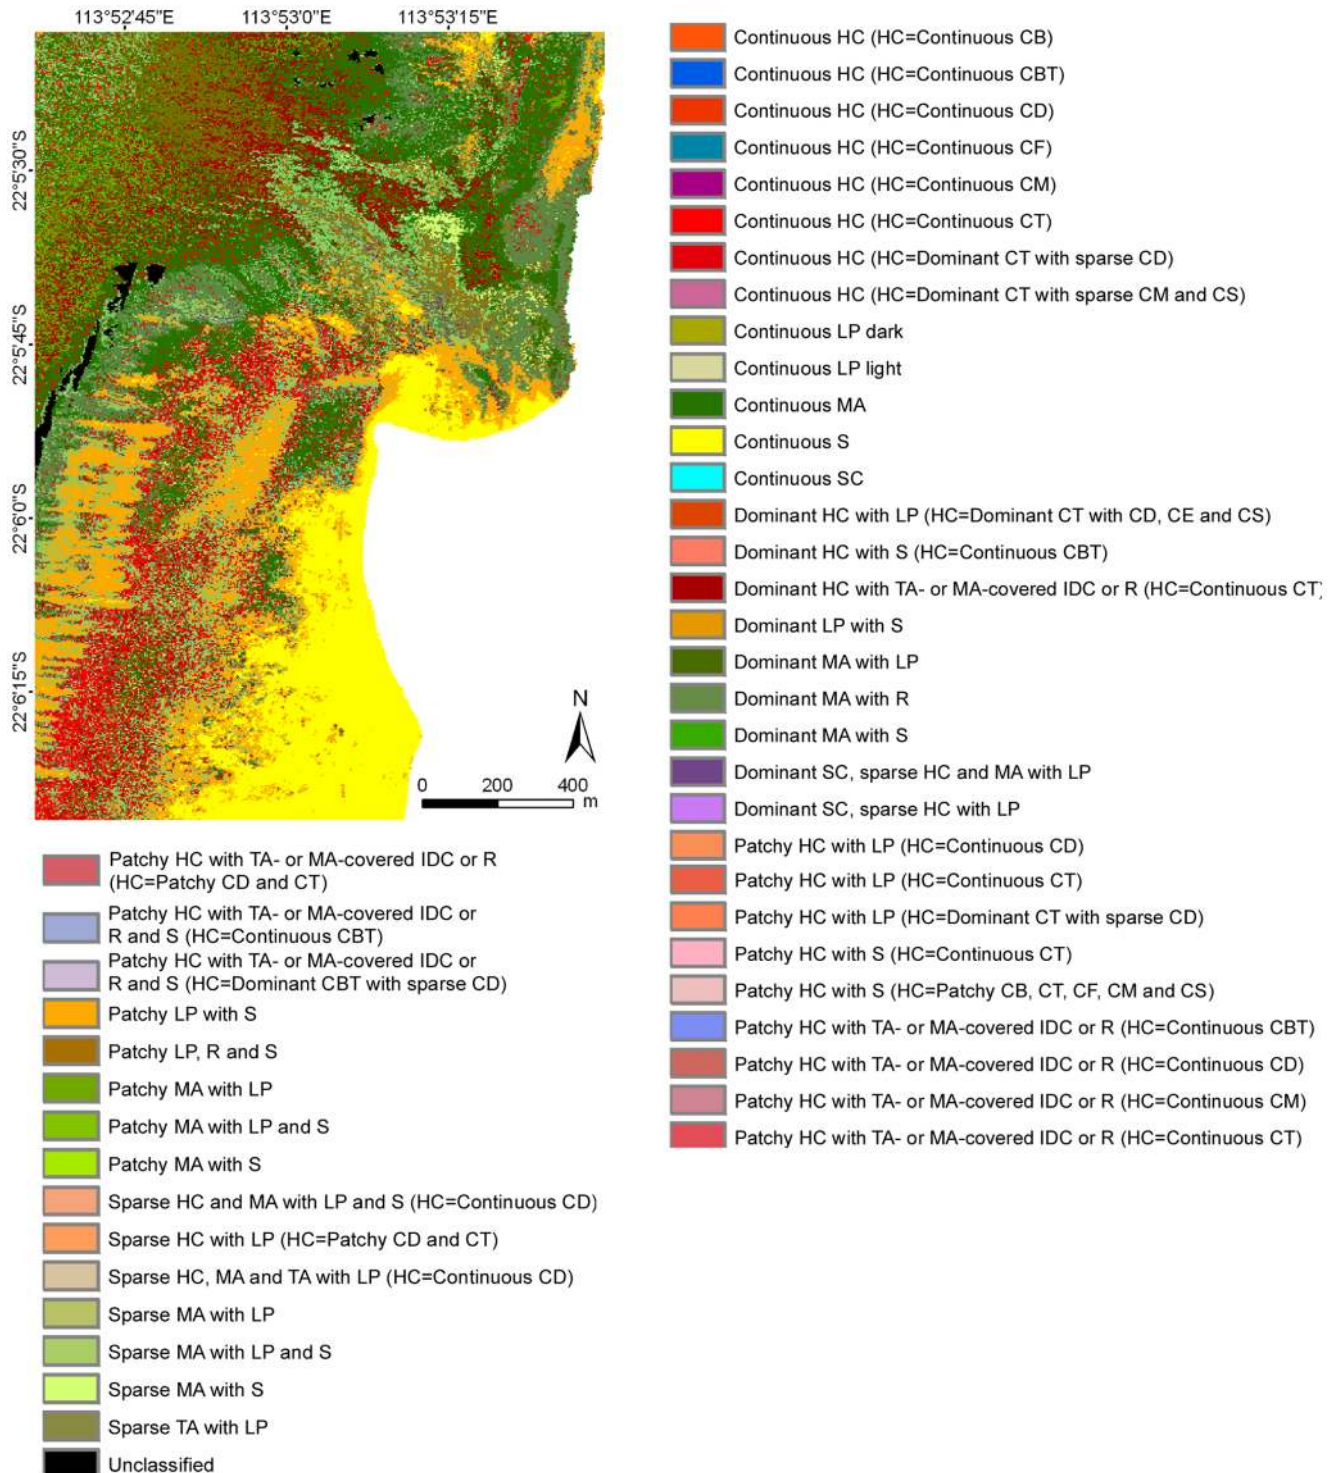 113°52'45"E
113°53'0"E
113°53'15"E
22°5'30"S
22°5'45"S
22°6'0"S
22°6'15"S
N
0
200
400
m
Patchy HC with TA- or MA-covered IDC or R
(HC=Patchy CD and CT)
Patchy HC with TA- or MA-covered IDC or
R and S (HC=Continuous CBT)
Patchy HC with TA- or MA-covered IDC or
R and S (HC=Dominant CBT with sparse CD)
Patchy LP with S
Patchy LP, R and S
Patchy MA with LP
Patchy MA with LP and S
Patchy MA with S
Sparse HC and MA with LP and S (HC=Continuous CD)
Sparse HC with LP (HC=Patchy CD and CT)
Sparse HC, MA and TA with LP (HC=Continuous CD)
Sparse MA with LP
Sparse MA with LP and S
Sparse MA with S
Sparse TA with LP
Unclassified
Continuous HC (HC=Continuous CB)
Continuous HC (HC=Continuous CBT)
Continuous HC (HC=Continuous CD)
Continuous HC (HC=Continuous CF)
Continuous HC (HC=Continuous CM)
Continuous HC (HC=Continuous CT)
Continuous HC (HC=Dominant CT with sparse CD)
Continuous HC (HC=Dominant CT with sparse CM and CS)
Continuous LP dark
Continuous LP light
Continuous MA
Continuous S
Continuous SC
Dominant HC with LP (HC=Dominant CT with CD, CE and CS)
Dominant HC with S (HC=Continuous CBT)
Dominant HC with TA- or MA-covered IDC or R (HC=Continuous CT)
Dominant LP with S
Dominant MA with LP
Dominant MA with R
Dominant MA with S
Dominant SC, sparse HC and MA with LP
Dominant SC, sparse HC with LP
Patchy HC with LP (HC=Continuous CD)
Patchy HC with LP (HC=Continuous CT)
Patchy HC with LP (HC=Dominant CT with sparse CD)
Patchy HC with S (HC=Continuous CT)
Patchy HC with S (HC=Patchy CB, CT, CF, CM and CS)
Patchy HC with TA- or MA-covered IDC or R (HC=Continuous CBT)
Patchy HC with TA- or MA-covered IDC or R (HC=Continuous CD)
Patchy HC with TA- or MA-covered IDC or R (HC=Continuous CM)
Patchy HC with TA- or MA-covered IDC or R (HC=Continuous CT)